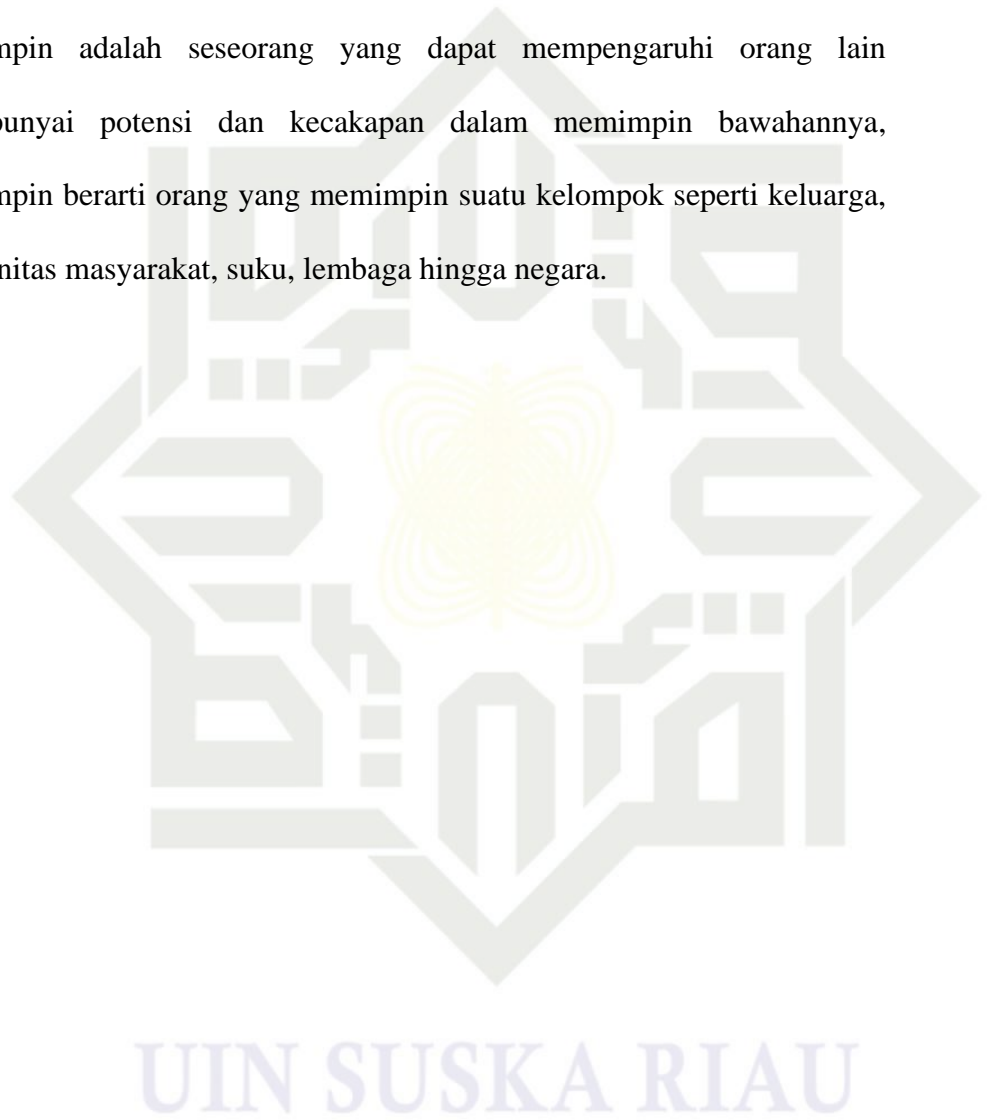 mpin adalah seseorang yang dapat mempengaruhi orang lain
punyai potensi dan kecakapan dalam memimpin bawahannya,
mpin berarti orang yang memimpin suatu kelompok seperti keluarga,
nitas masyarakat, suku, lembaga hingga negara.
UIN SUSKA RIAU